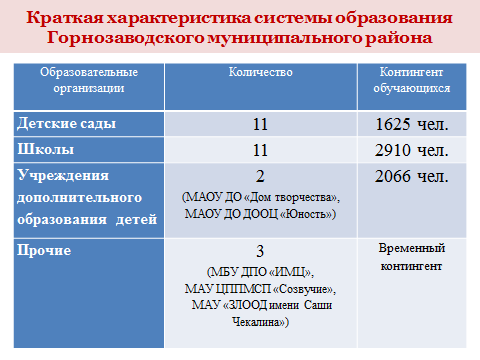 Краткая характеристика системы образования
Горнозаводского муниципального района
Образовательные
организации
Количество
Контингент
обучающихся
Детские сады
11
1625 чел.
Школы
11
2910 чел.
Учреждения
дополнительного
образования детей
2
(МАОУ ДО «Дом творчества»,
МАОУ ДО ДООЦ «Юность»)
2066 чел.
Прочие
3
(МБУ ДПО «ИМЦ»,
МАУ ЦППМСП «Созвучие»,
МАУ «ЗЛООД имени Саши
Чекалина»)
Временный
контингент